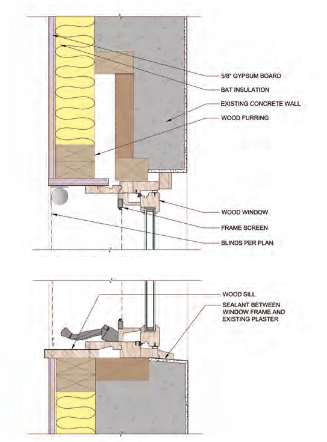 5/8" GYPSUM BOARD
BAT INSULATION
EXISTING CONCRETE WALL
WOOD FURRING
WOOD WINDOW
FRAME SCREEN
BLINDS PER PLAN
WOOD SILL
SEALANT BETWEEN
WINDOW FRAME AND
EXISTING PLASTER